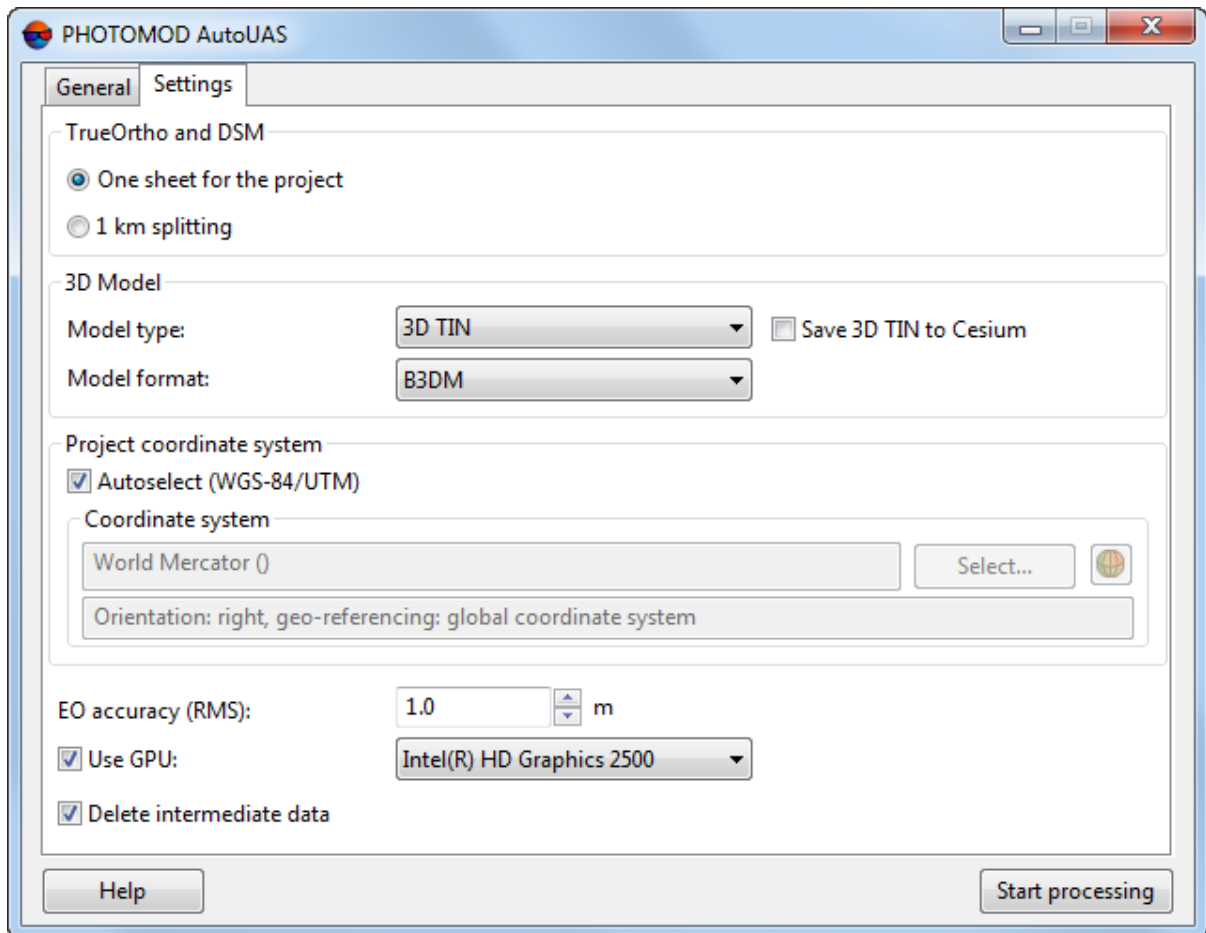 PHOTOMOD AutoUAS
General Settings
TrueOrtho and DSM
One sheet for the project
1 km splitting
3D Model
Model type: 3D TIN Save 3D TIN to Cesium
Model format: B3DM
Project coordinate system
Autoselect (WGS-84/UTM)
Coordinate system
World Mercator () Select...
Orientation: right, geo-referencing: global coordinate system
EO accuracy (RMS): 1.0 m
Use GPU: Intel(R) HD Graphics 2500
Delete intermediate data
Help Start processing